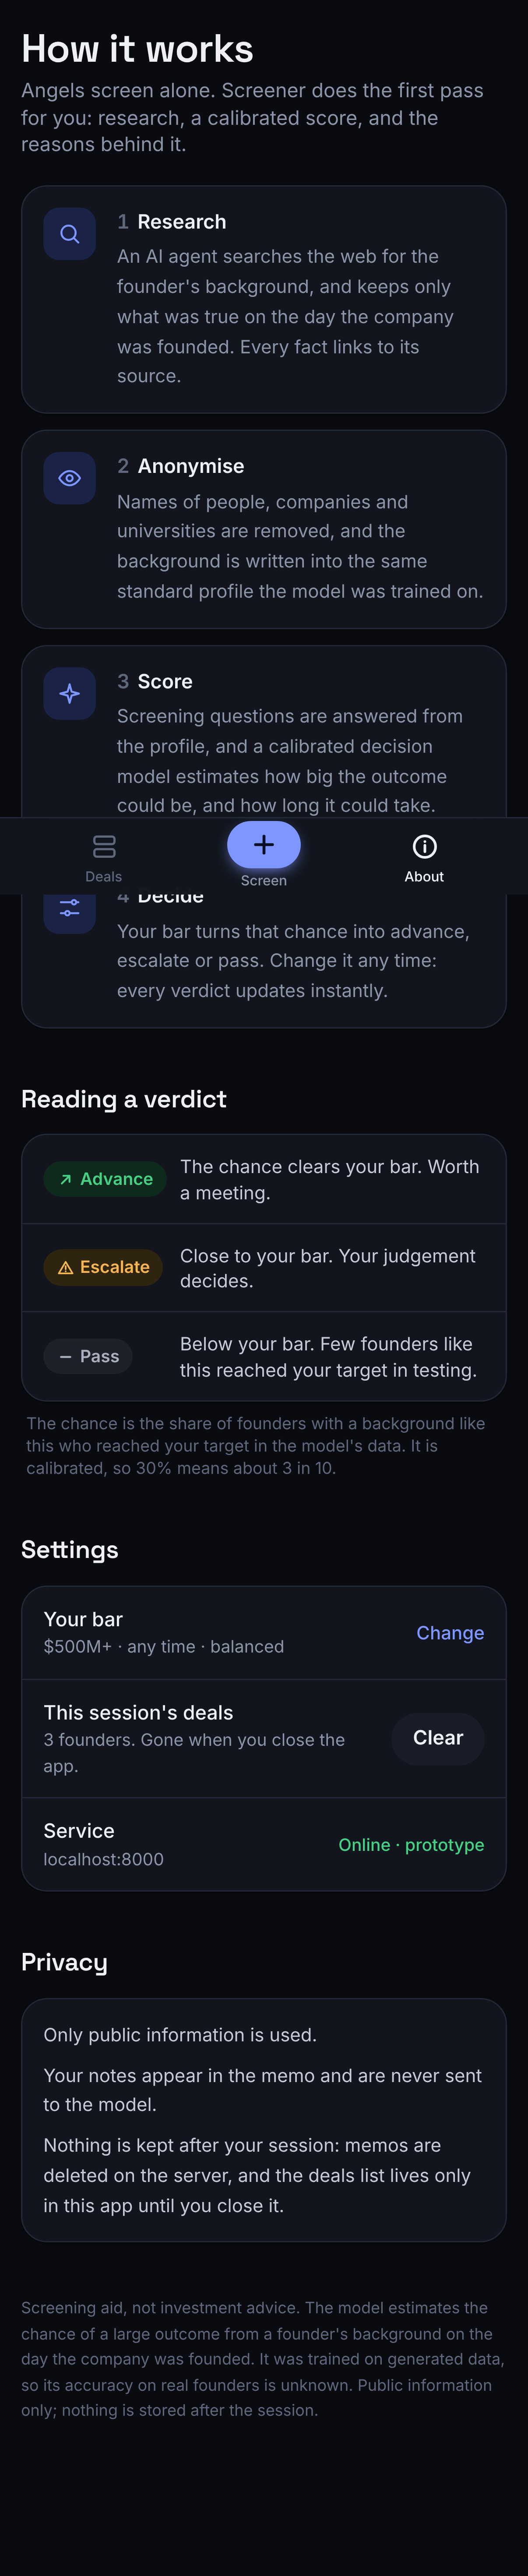 How it works
Angels screen alone. Screener does the first pass
for you: research, a calibrated score, and the
reasons behind it.
1 Research
An AI agent searches the web for the
founder's background, and keeps only
what was true on the day the company
was founded. Every fact links to its
source.
2 Anonymise
Names of people, companies and
universities are removed, and the
background is written into the same
standard profile the model was trained on.
3 Score
Screening questions are answered from
the profile, and a calibrated decision
model estimates how big the outcome
could be, and how long it could take.
Deals
Screen
About
4 Decide
Your bar turns that chance into advance,
escalate or pass. Change it any time:
every verdict updates instantly.
Reading a verdict
Advance
The chance clears your bar. Worth
a meeting.
Escalate
Close to your bar. Your judgement
decides.
Pass
Below your bar. Few founders like
this reached your target in testing.
The chance is the share of founders with a background like
this who reached your target in the model's data. It is
calibrated, so 30% means about 3 in 10.
Settings
Your bar
$500M+ · any time · balanced
Change
This session's deals
3 founders. Gone when you close the
app.
Clear
Service
localhost:8000
Online · prototype
Privacy
Only public information is used.
Your notes appear in the memo and are never sent
to the model.
Nothing is kept after your session: memos are
deleted on the server, and the deals list lives only
in this app until you close it.
Screening aid, not investment advice. The model estimates the
chance of a large outcome from a founder's background on the
day the company was founded. It was trained on generated data,
so its accuracy on real founders is unknown. Public information
only; nothing is stored after the session.